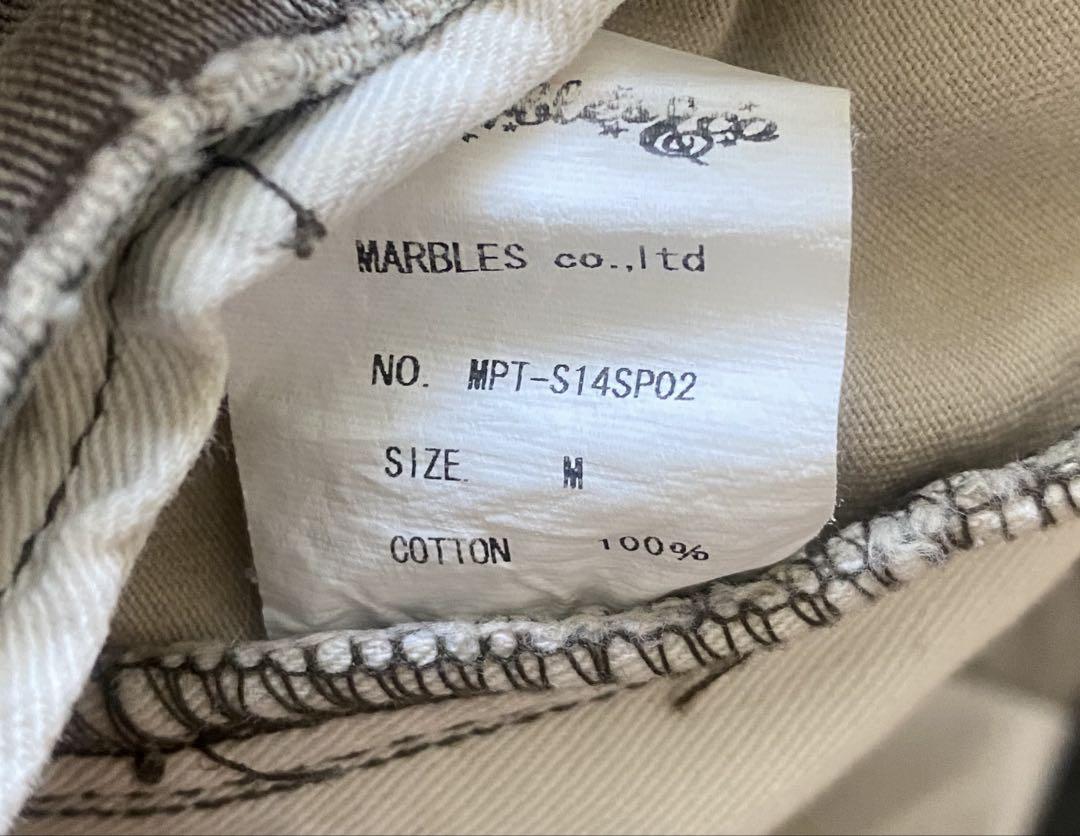 MARBLES co.,ltd
NO. MPT-S14SP02
SIZE. M
COTTON 100%